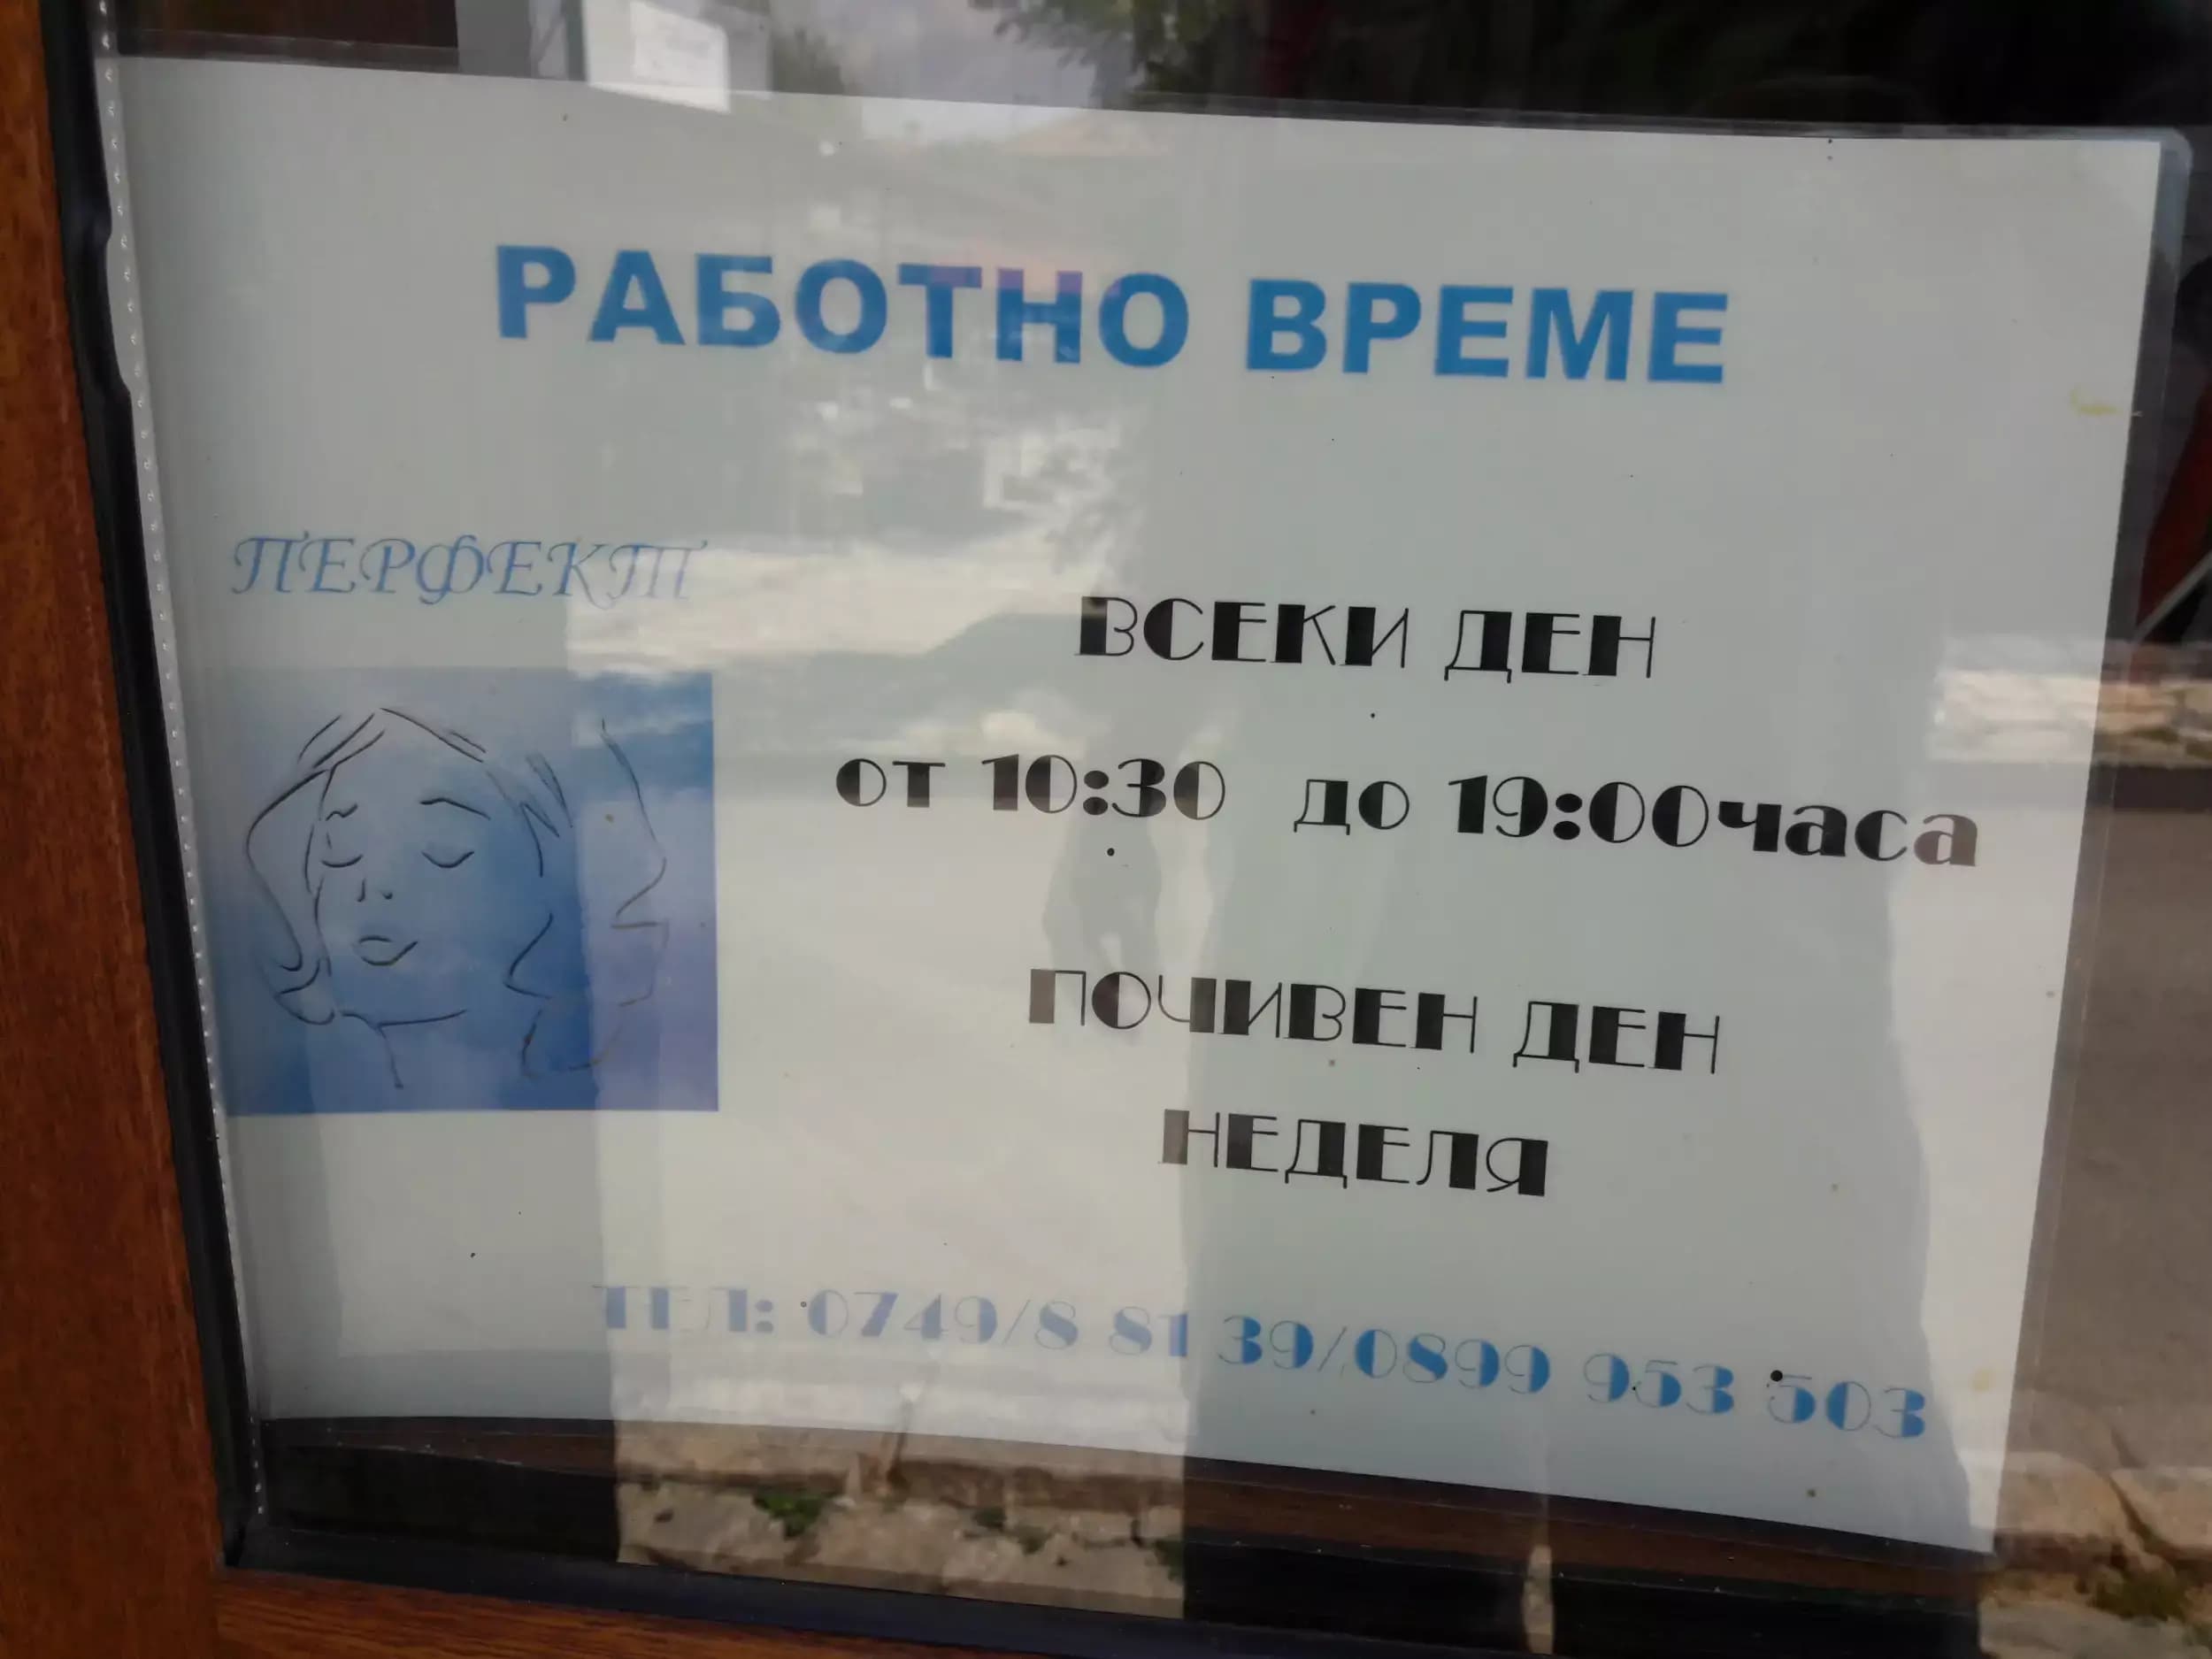 РАБОТНО ВРЕМЕ
ПЕРФЕКТ
ВСЕКИ ДЕН
от 10:30 до 19:00часа
ПОЧИВЕН ДЕН
НЕДЕЛЯ
ТЕЛ: 0749/8 81 39/0899 953 503